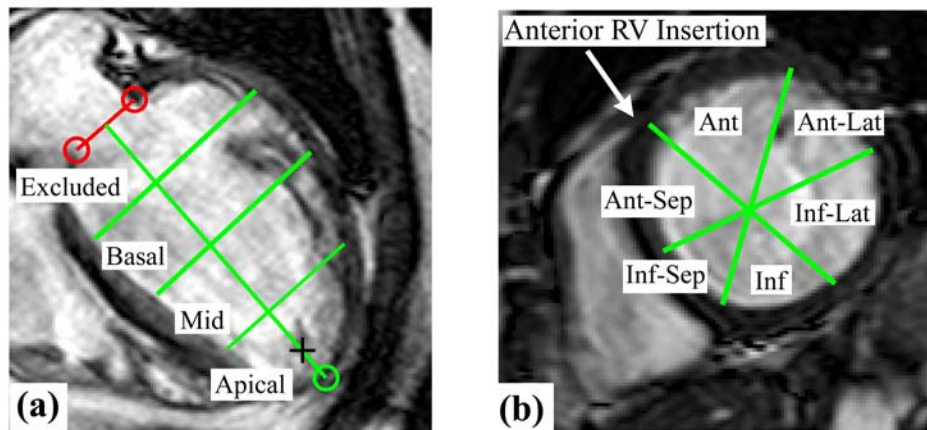 Excluded
Basal
Mid
Apical
(a)
Anterior RV Insertion
Ant
Ant-Lat
Ant-Sep
Inf-Lat
Inf-Sep
Inf
(b)